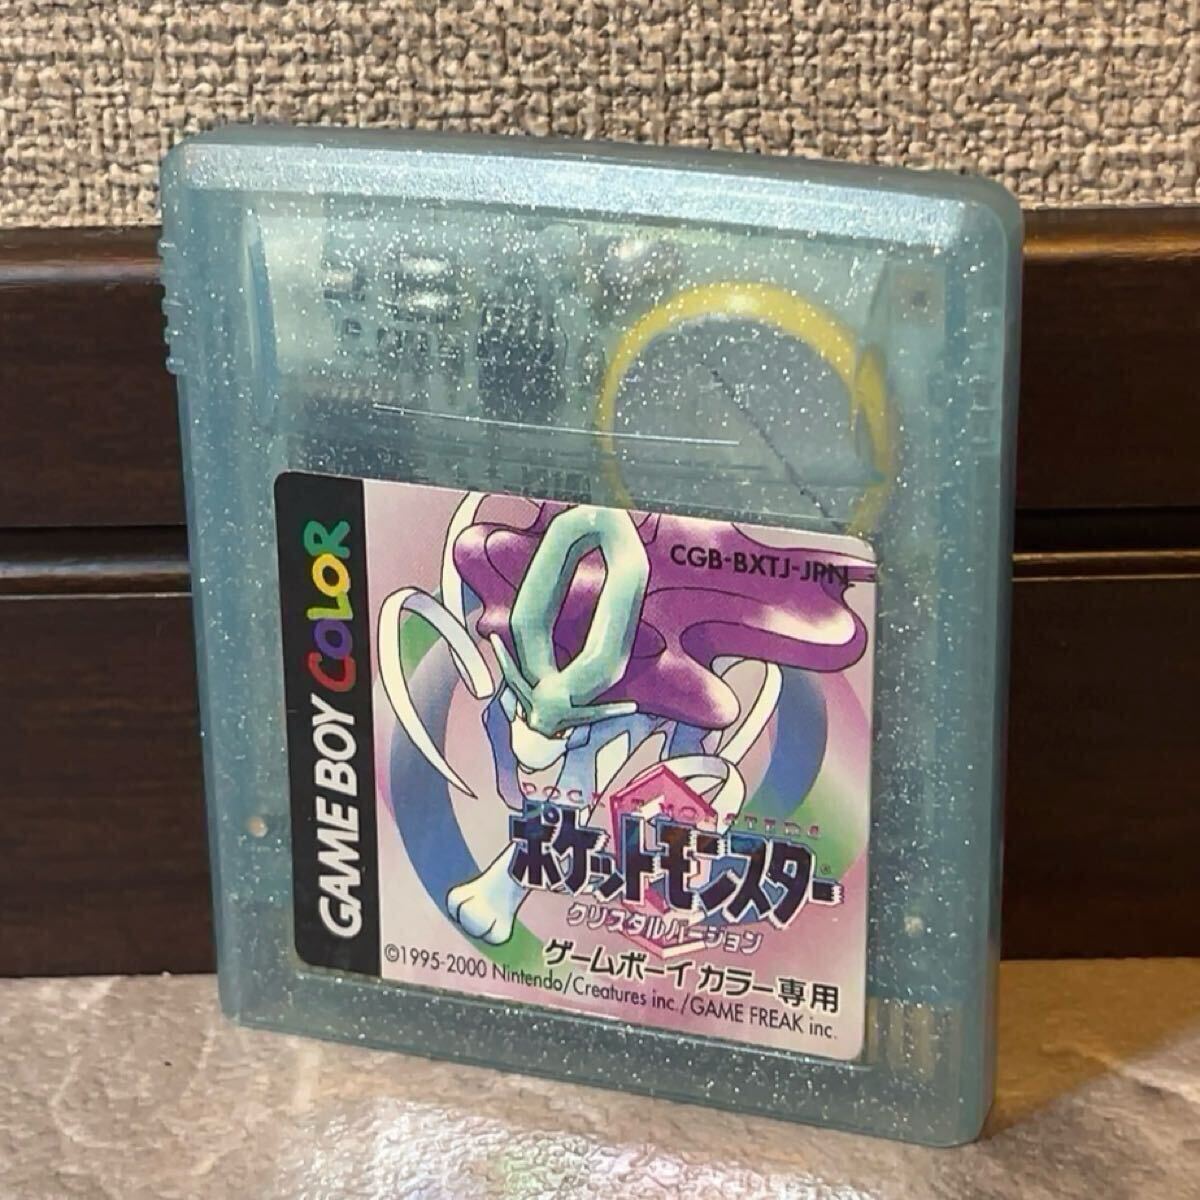 GAME BOY COLOR
CGB-BXTJ-JPN
POCKET MONSTERS
ポケットモンスター
クリスタルバージョン
ゲームボーイ カラー専用
©1995-2000 Nintendo/Creatures inc./GAME FREAK inc.